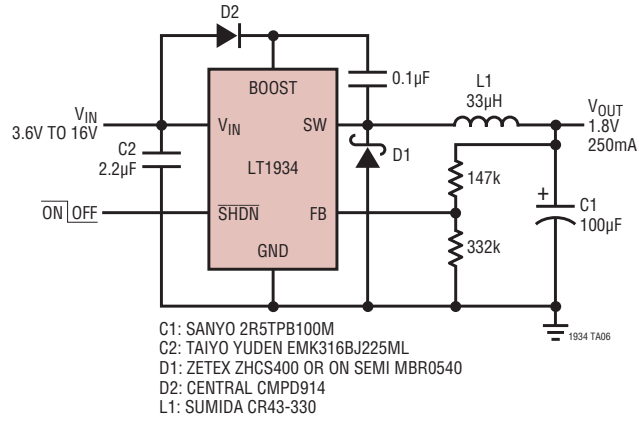 D2
BOOST
0.1µF
L1
33µH
V_IN
3.6V TO 16V
V_IN
SW
V_OUT
1.8V
250mA
C2
2.2µF
LT1934
D1
147k
ON OFF
SHDN
FB
+
C1
100µF
332k
GND
1934 TA06
C1: SANYO 2R5TPB100M
C2: TAIYO YUDEN EMK316BJ225ML
D1: ZETEX ZHCS400 OR ON SEMI MBR0540
D2: CENTRAL CMPD914
L1: SUMIDA CR43-330